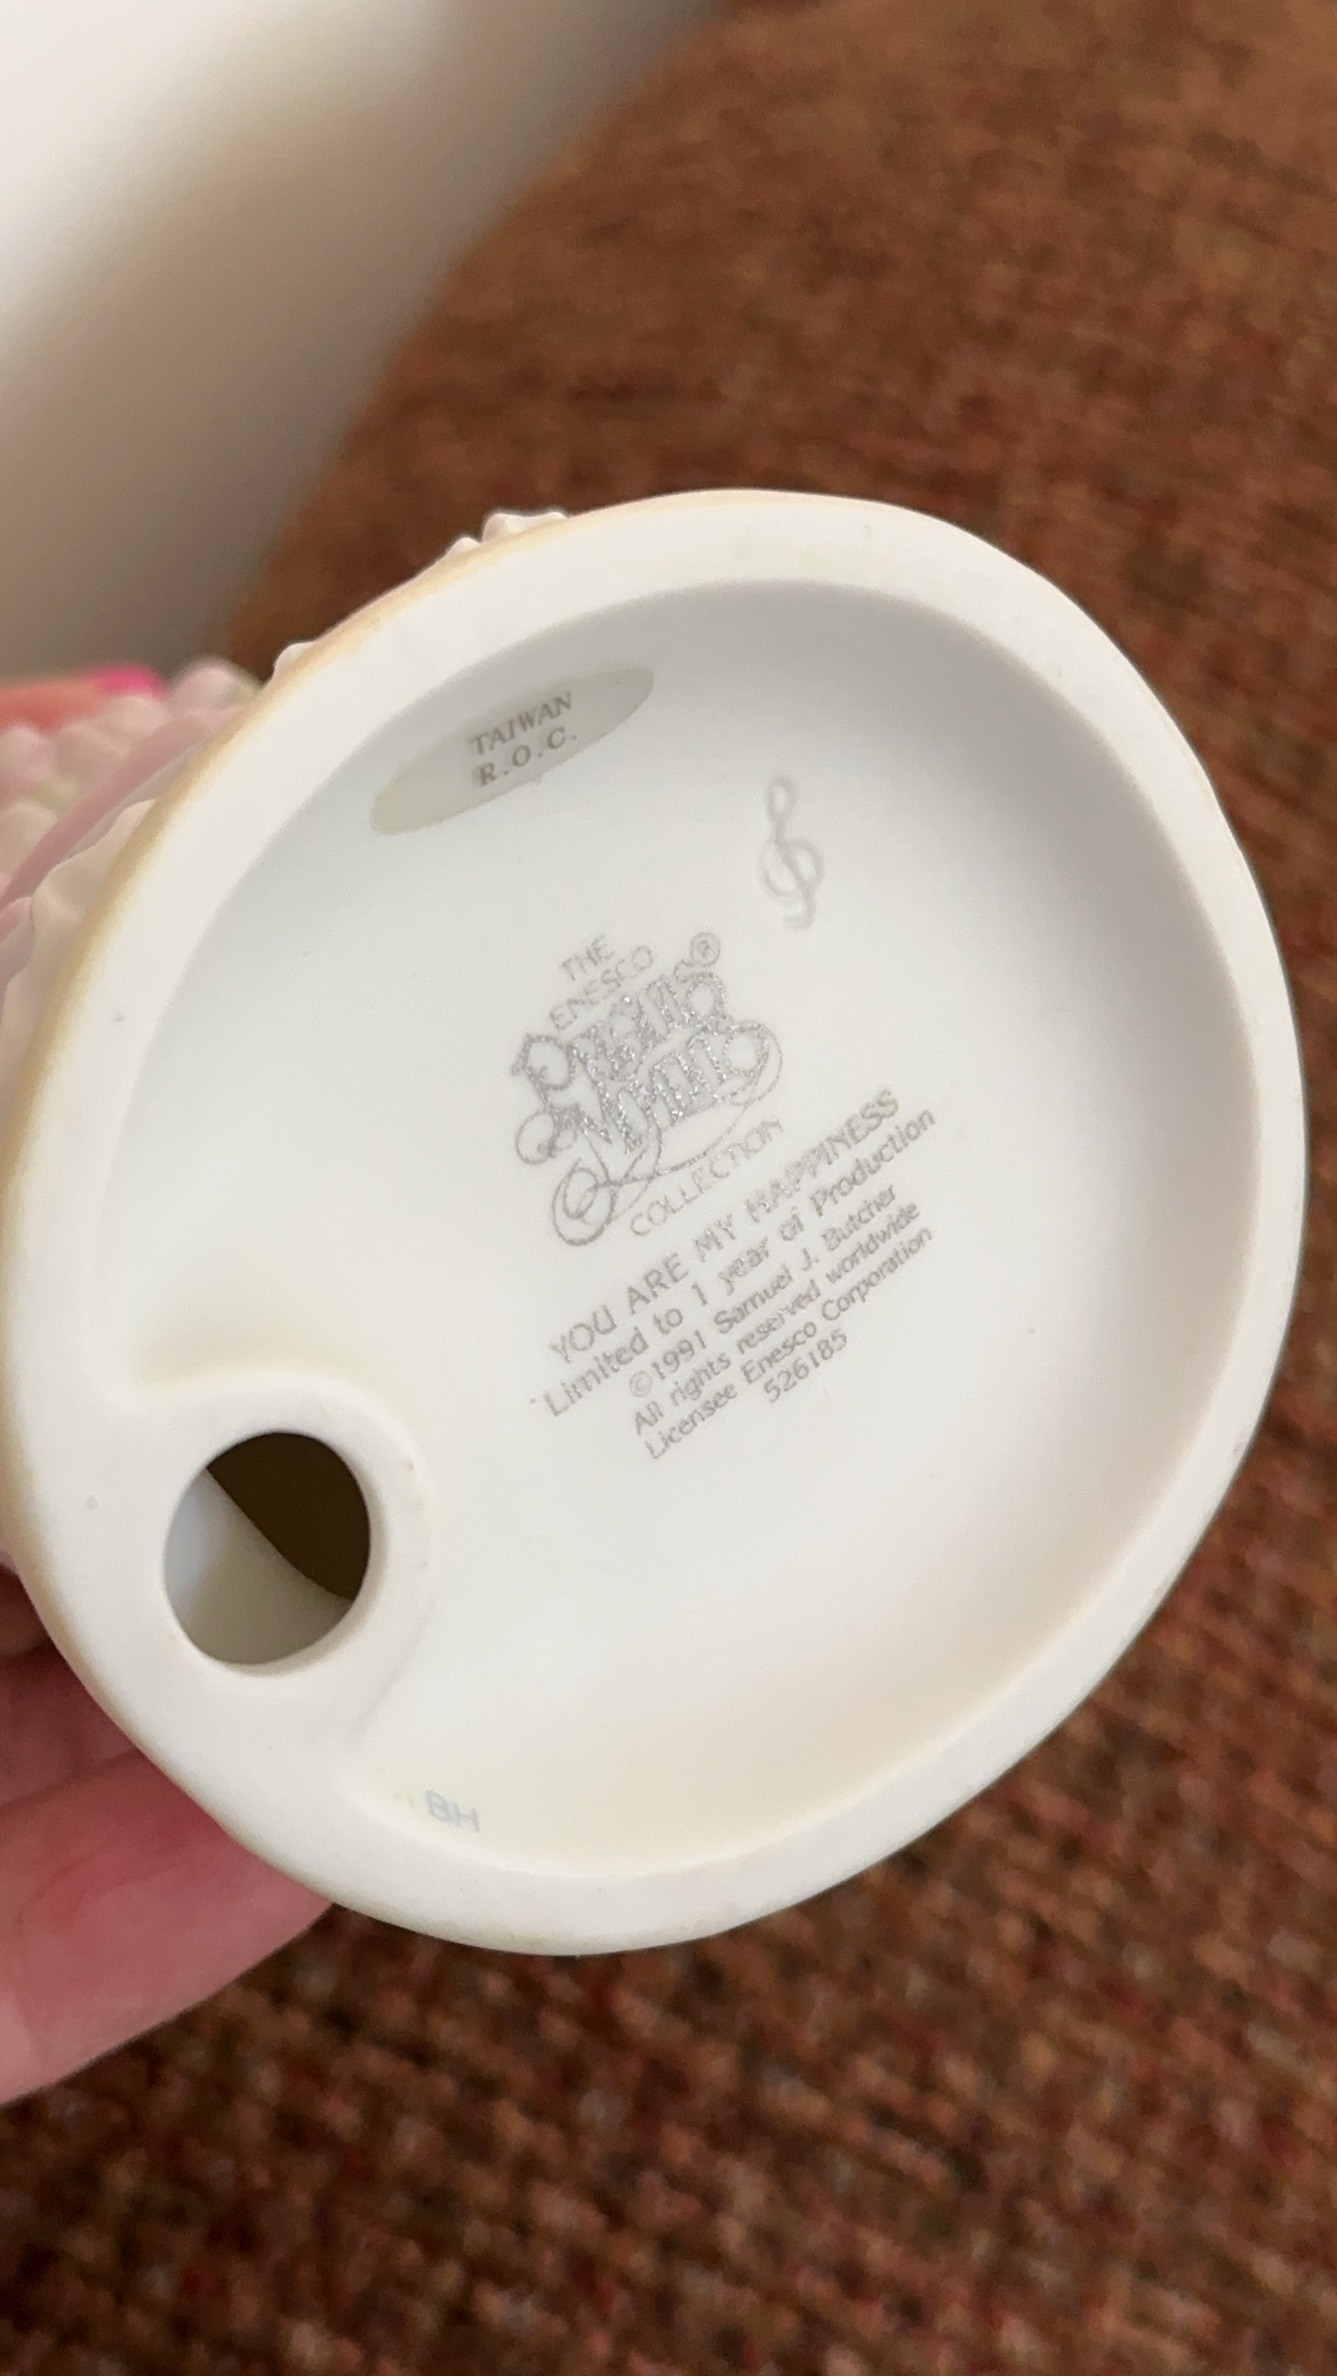 TAIWAN
R.O.C.
THE
ENESCO
PRECIOUS®
MOMENTS
COLLECTION
YOU ARE MY HAPPINESS
Limited to 1 year of Production
©1991 Samuel J. Butcher
All rights reserved worldwide
Licensee Enesco Corporation
526185
BH